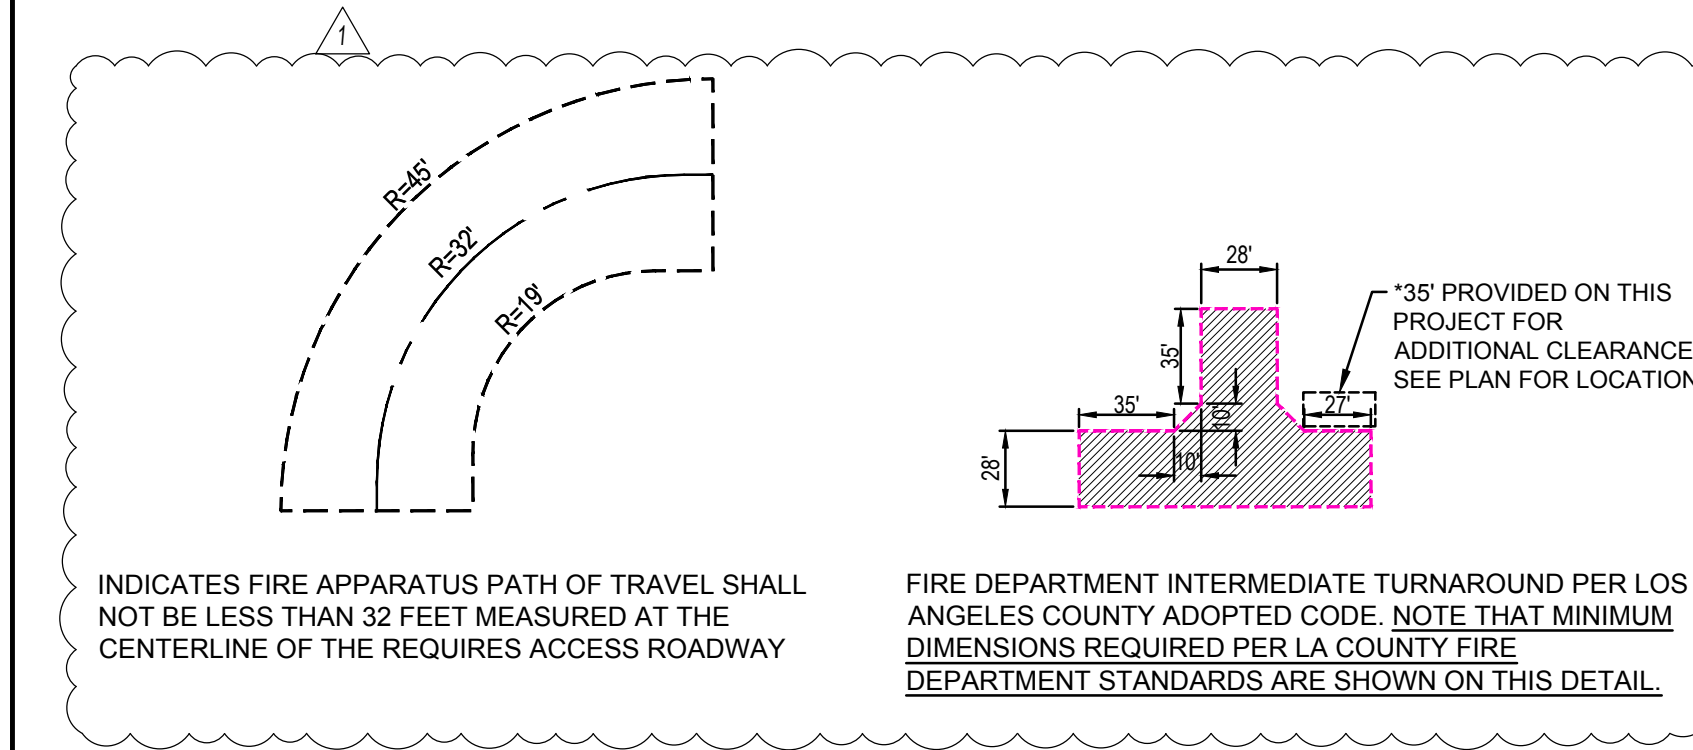 1
R=45'
R=32'
R=19'
INDICATES FIRE APPARATUS PATH OF TRAVEL SHALL
NOT BE LESS THAN 32 FEET MEASURED AT THE
CENTERLINE OF THE REQUIRES ACCESS ROADWAY
28'
35'
35'
10'
10'
28'
27'
*35' PROVIDED ON THIS
PROJECT FOR
ADDITIONAL CLEARANCE
SEE PLAN FOR LOCATION
FIRE DEPARTMENT INTERMEDIATE TURNAROUND PER LOS
ANGELES COUNTY ADOPTED CODE. NOTE THAT MINIMUM
DIMENSIONS REQUIRED PER LA COUNTY FIRE
DEPARTMENT STANDARDS ARE SHOWN ON THIS DETAIL.